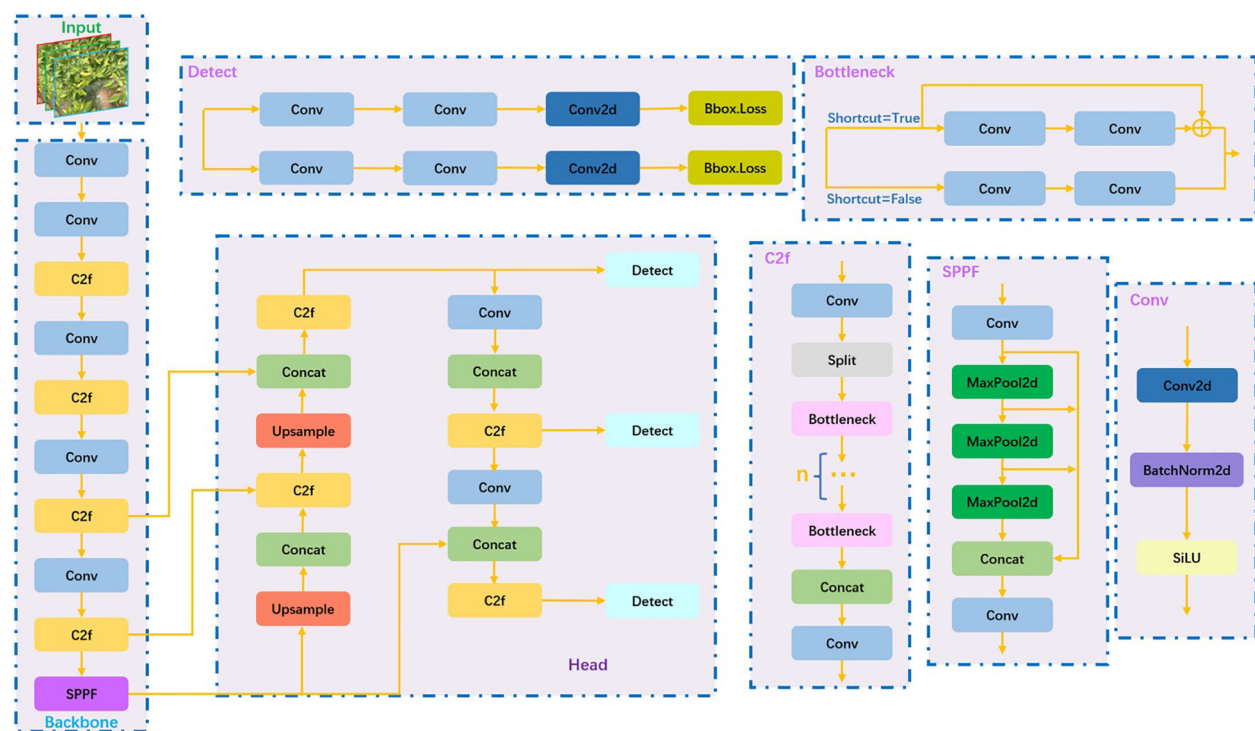 Input
Conv
Conv
C2f
Conv
C2f
Conv
C2f
Conv
C2f
SPPF
Backbone
Detect
Conv
Conv
Conv2d
Bbox.Loss
Conv
Conv
Conv2d
Bbox.Loss
Bottleneck
Shortcut=True
Conv
Conv
Shortcut=False
Conv
Conv
C2f
Concat
Upsample
C2f
Concat
Upsample
Conv
Concat
C2f
Conv
Concat
C2f
Detect
Detect
Detect
Head
C2f
Conv
Split
Bottleneck
n
...
Bottleneck
Concat
Conv
SPPF
Conv
MaxPool2d
MaxPool2d
MaxPool2d
Concat
Conv
Conv
Conv2d
BatchNorm2d
SiLU